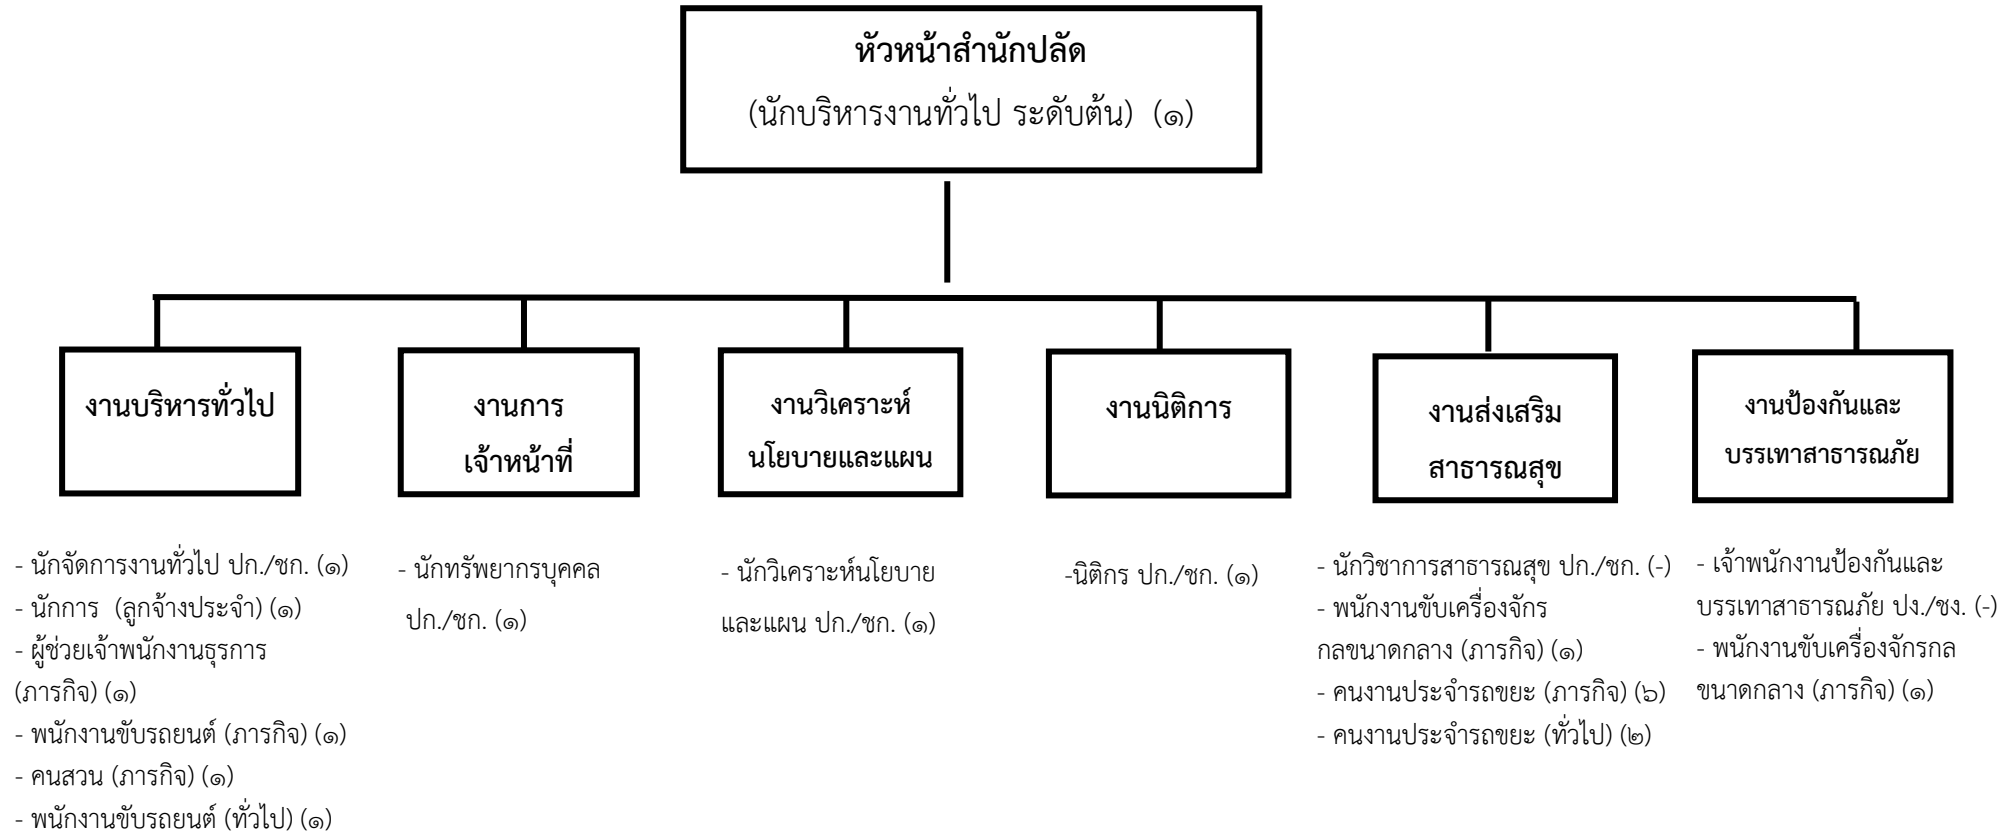 หัวหน้าสำนักปลัด
(นักบริหารงานทั่วไป ระดับต้น) (๑)
งานบริหารทั่วไป
งานการ
เจ้าหน้าที่
งานวิเคราะห์
นโยบายและแผน
งานนิติการ
งานส่งเสริม
สาธารณสุข
งานป้องกันและ
บรรเทาสาธารณภัย
- นักจัดการงานทั่วไป ปก./ชก. (๑)
- นักการ (ลูกจ้างประจำ) (๑)
- ผู้ช่วยเจ้าพนักงานธุรการ
(ภารกิจ) (๑)
- พนักงานขับรถยนต์ (ภารกิจ) (๑)
- คนสวน (ภารกิจ) (๑)
- พนักงานขับรถยนต์ (ทั่วไป) (๑)
- นักทรัพยากรบุคคล
ปก./ชก. (๑)
- นักวิเคราะห์นโยบาย
และแผน ปก./ชก. (๑)
-นิติกร ปก./ชก. (๑)
- นักวิชาการสาธารณสุข ปก./ชก. (-)
- พนักงานขับเครื่องจักร
กลขนาดกลาง (ภารกิจ) (๑)
- คนงานประจำรถขยะ (ภารกิจ) (๖)
- คนงานประจำรถขยะ (ทั่วไป) (๒)
- เจ้าพนักงานป้องกันและ
บรรเทาสาธารณภัย ปง./ชง. (-)
- พนักงานขับเครื่องจักรกล
ขนาดกลาง (ภารกิจ) (๑)